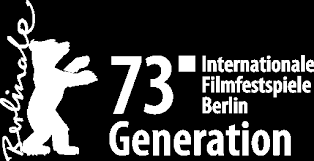 Berlinale
73
Internationale
Filmfestspiele
Berlin
Generation